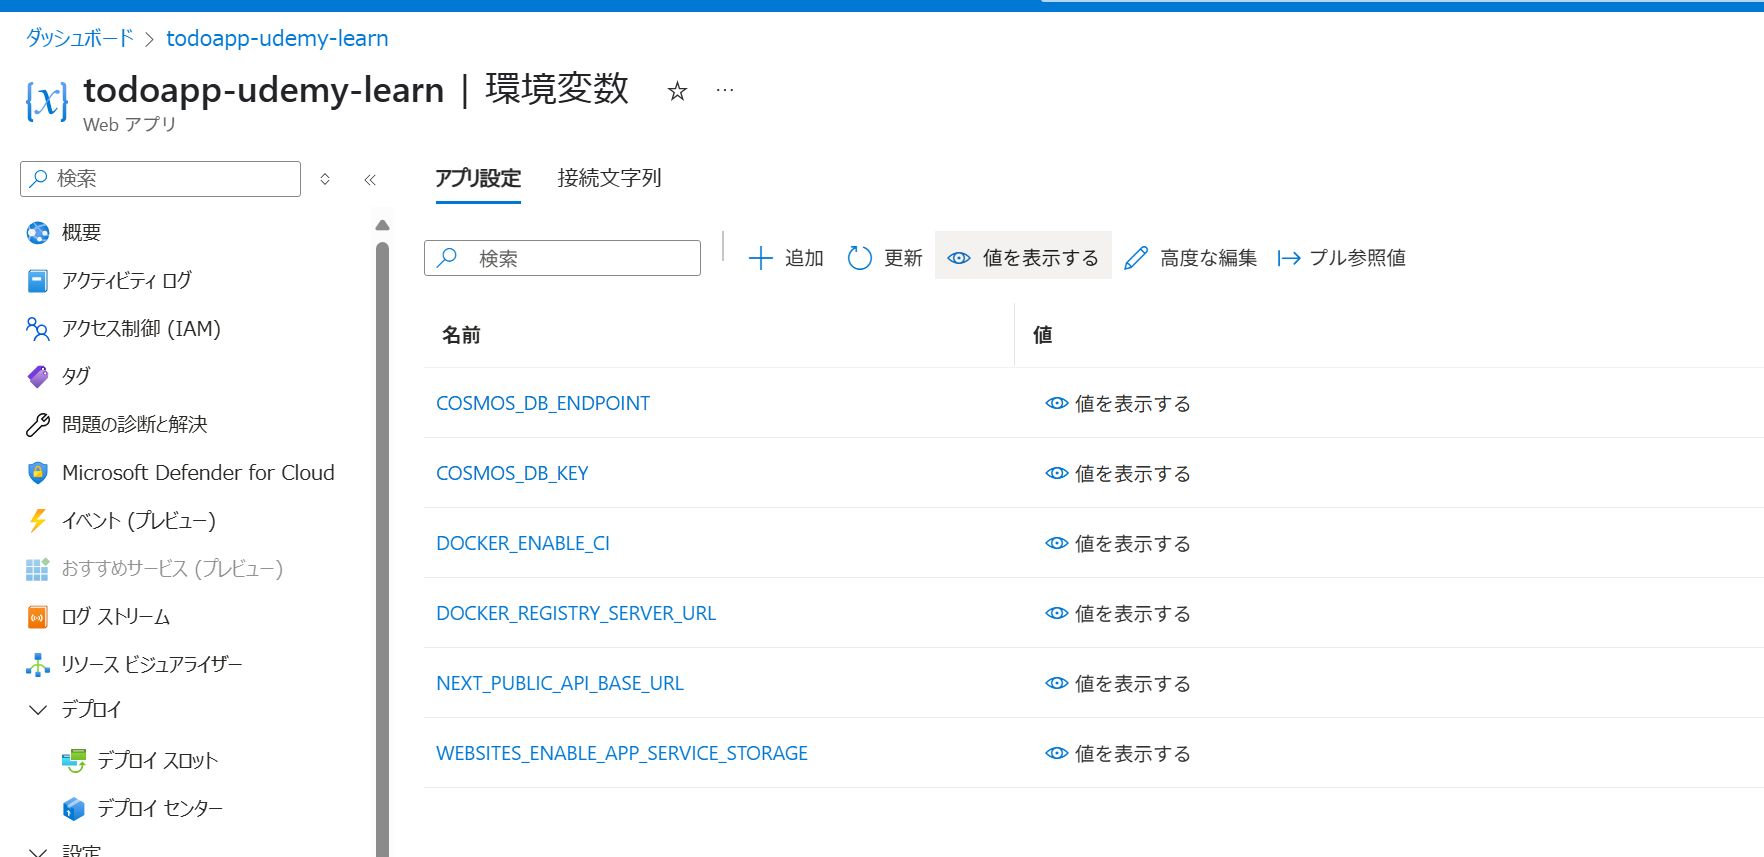 ダッシュボード > todoapp-udemy-learn
todoapp-udemy-learn | 環境変数 ☆ …
Web アプリ
検索
概要
アクティビティ ログ
アクセス制御 (IAM)
タグ
問題の診断と解決
Microsoft Defender for Cloud
イベント (プレビュー)
おすすめサービス (プレビュー)
ログ ストリーム
リソース ビジュアライザー
デプロイ
デプロイ スロット
デプロイ センター
設定
アプリ設定 接続文字列
検索 追加 更新 値を表示する 高度な編集 プル参照値
名前 値
COSMOS_DB_ENDPOINT 値を表示する
COSMOS_DB_KEY 値を表示する
DOCKER_ENABLE_CI 値を表示する
DOCKER_REGISTRY_SERVER_URL 値を表示する
NEXT_PUBLIC_API_BASE_URL 値を表示する
WEBSITES_ENABLE_APP_SERVICE_STORAGE 値を表示する